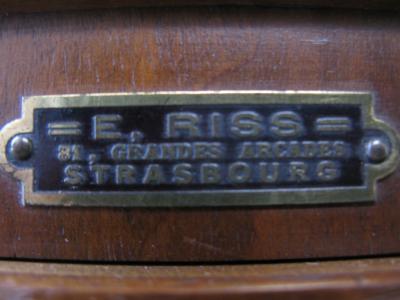 = E. RISS =
81, GRANDES ARCADES
STRASBOURG